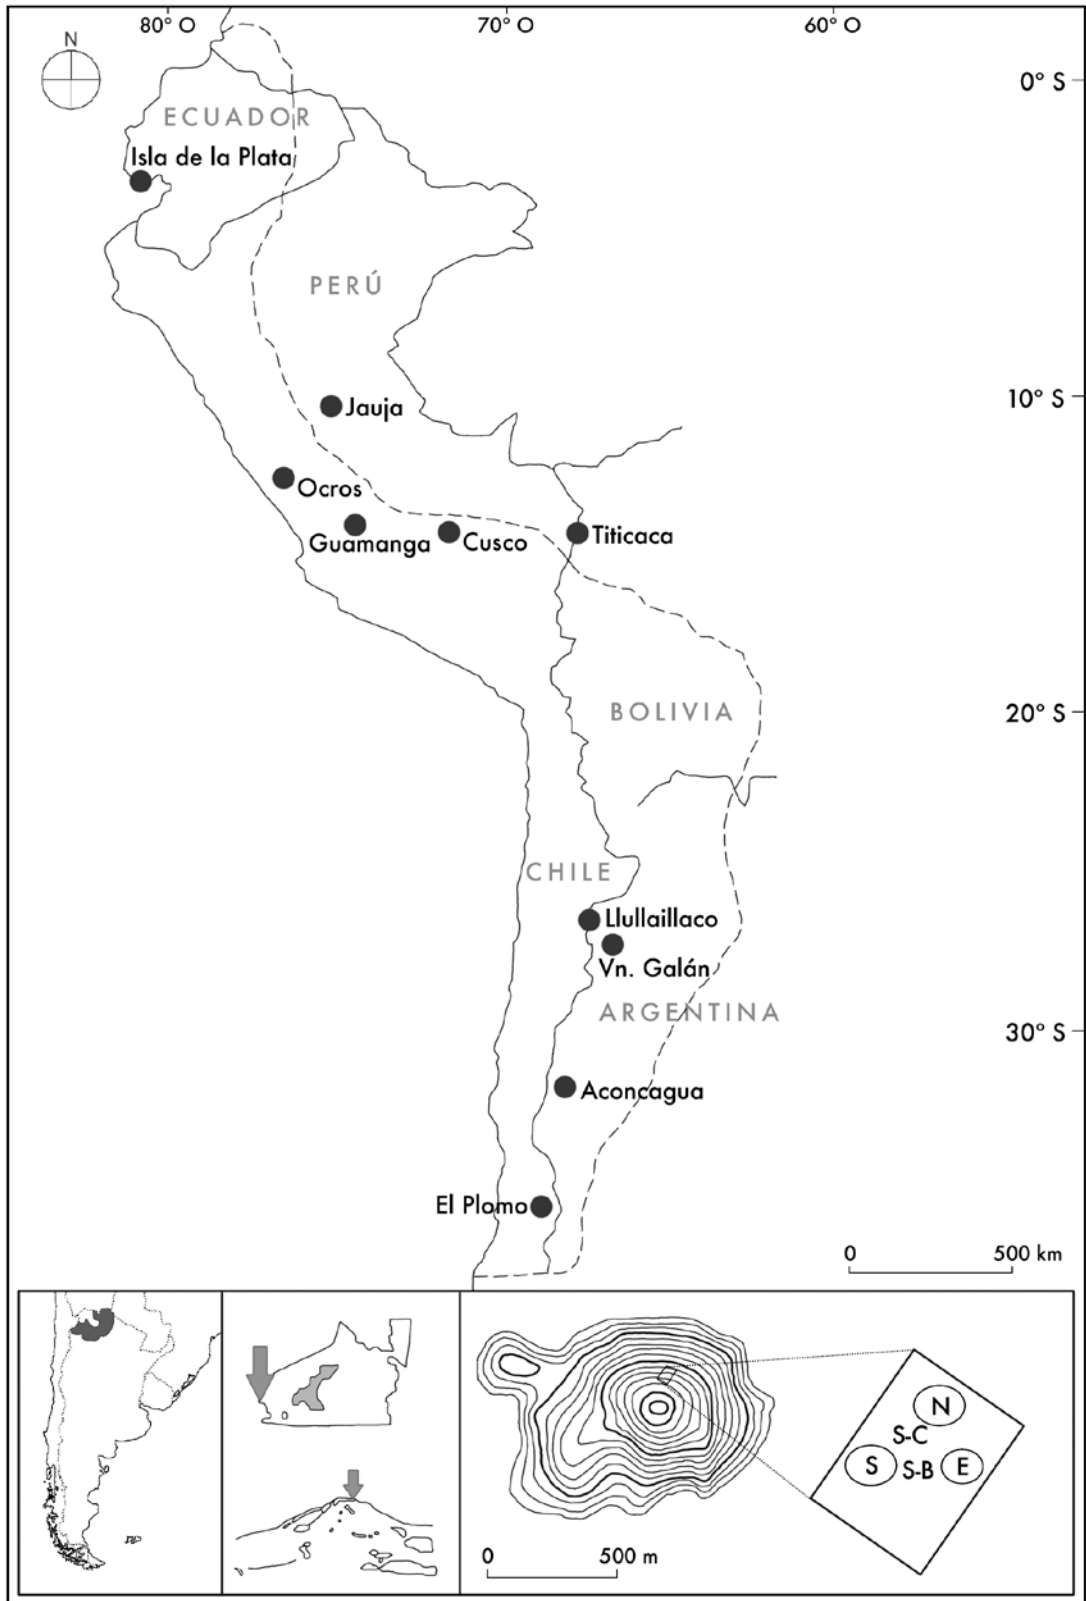 80° O
70° O
60° O
N
0° S
ECUADOR
Isla de la Plata
PERÚ
Jauja
10° S
Ocros
Guamanga
Cusco
Titicaca
BOLIVIA
20° S
CHILE
Llullaillaco
Vn. Galán
ARGENTINA
30° S
Aconcagua
El Plomo
0
500 km
N
S-C
S
S-B
E
0
500 m